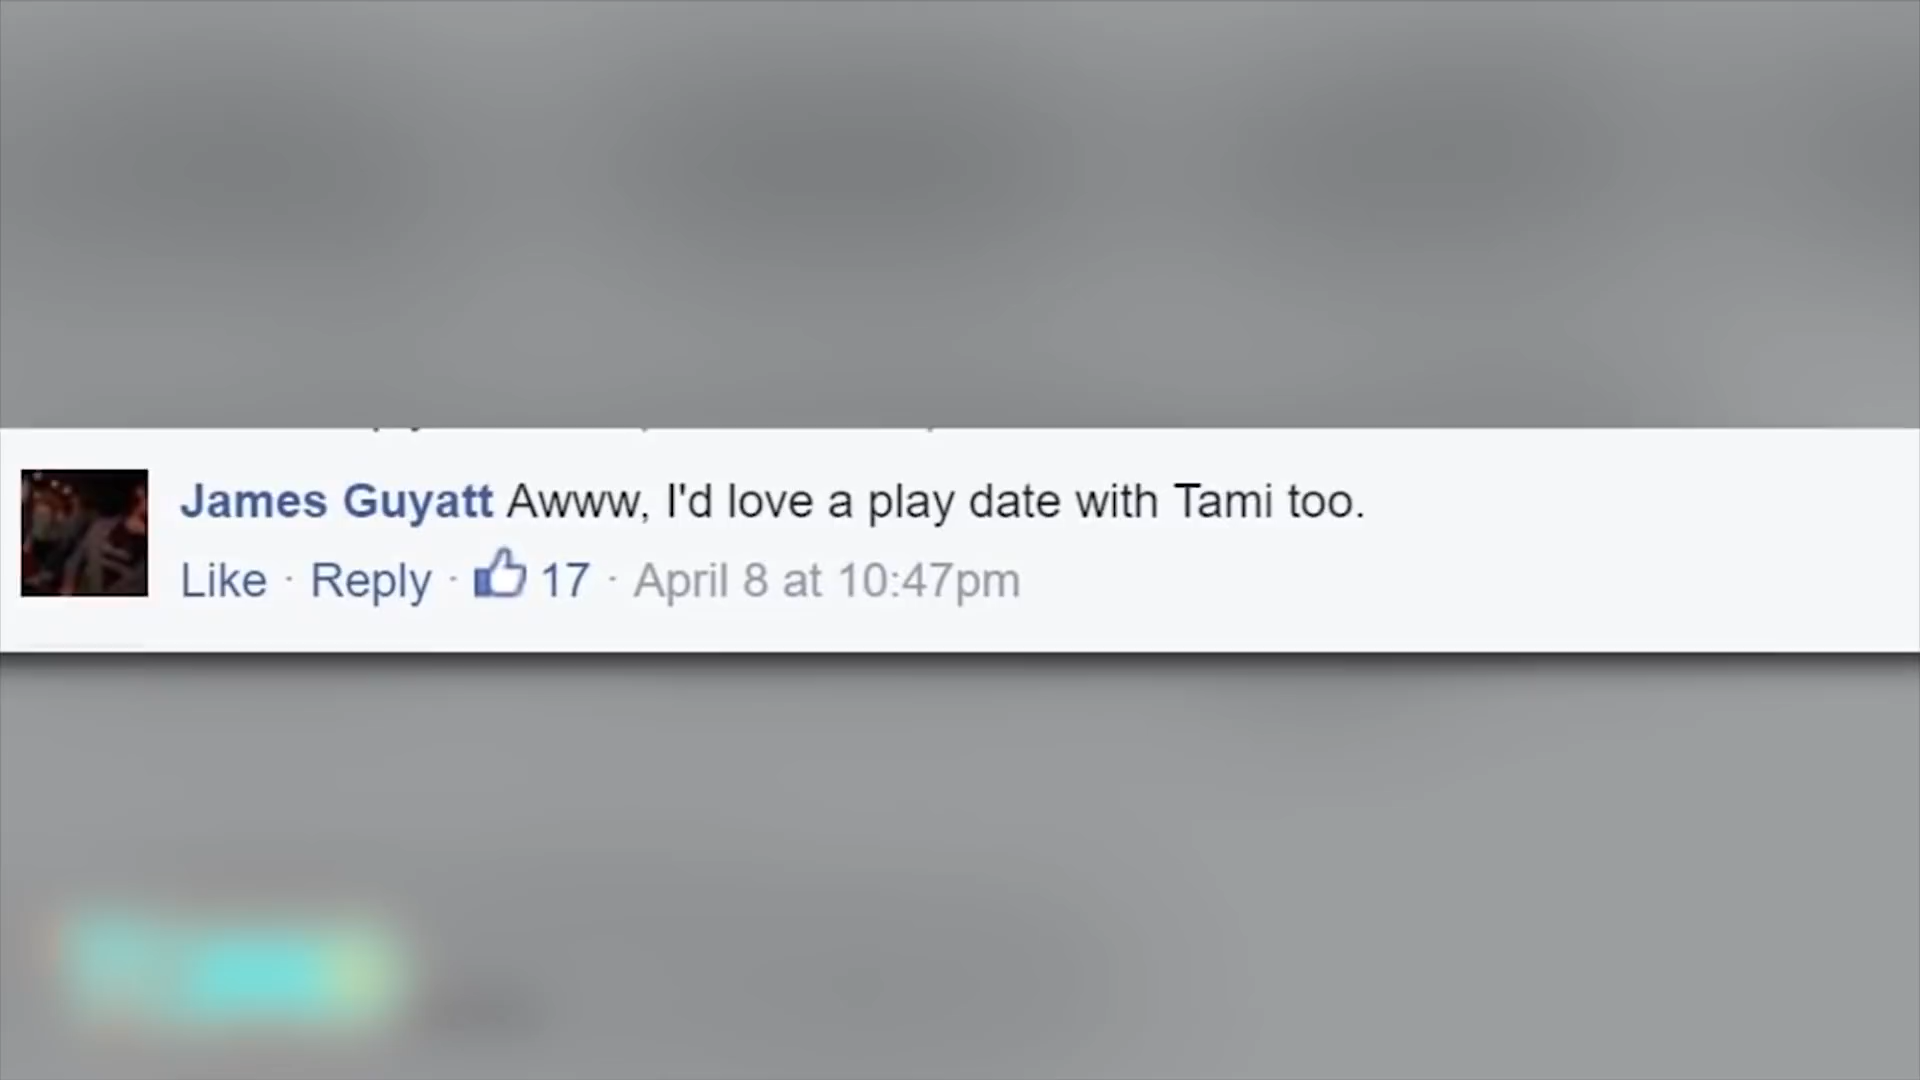 James Guyatt Awww, I'd love a play date with Tami too.
Like · Reply · 17 · April 8 at 10:47pm